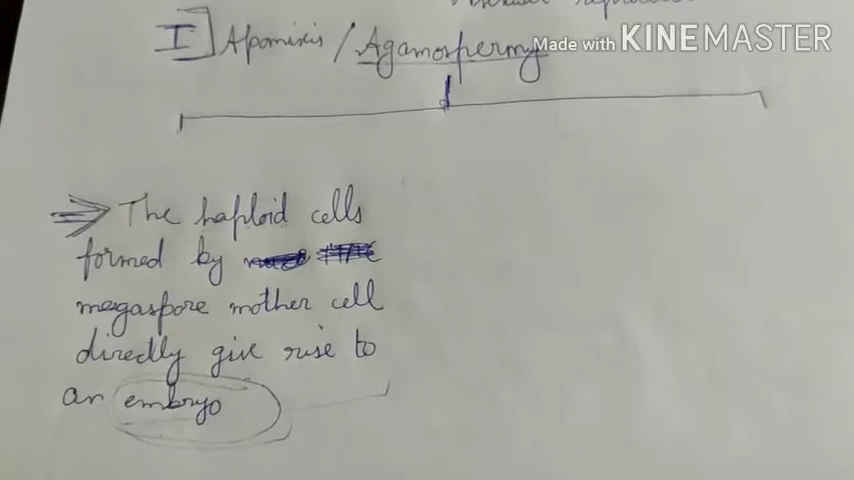 I] Apomixis / Agamospermy
Made with KINEMASTER
⇒ The haploid cells
formed by
megaspore mother cell
directly give rise to
an embryo